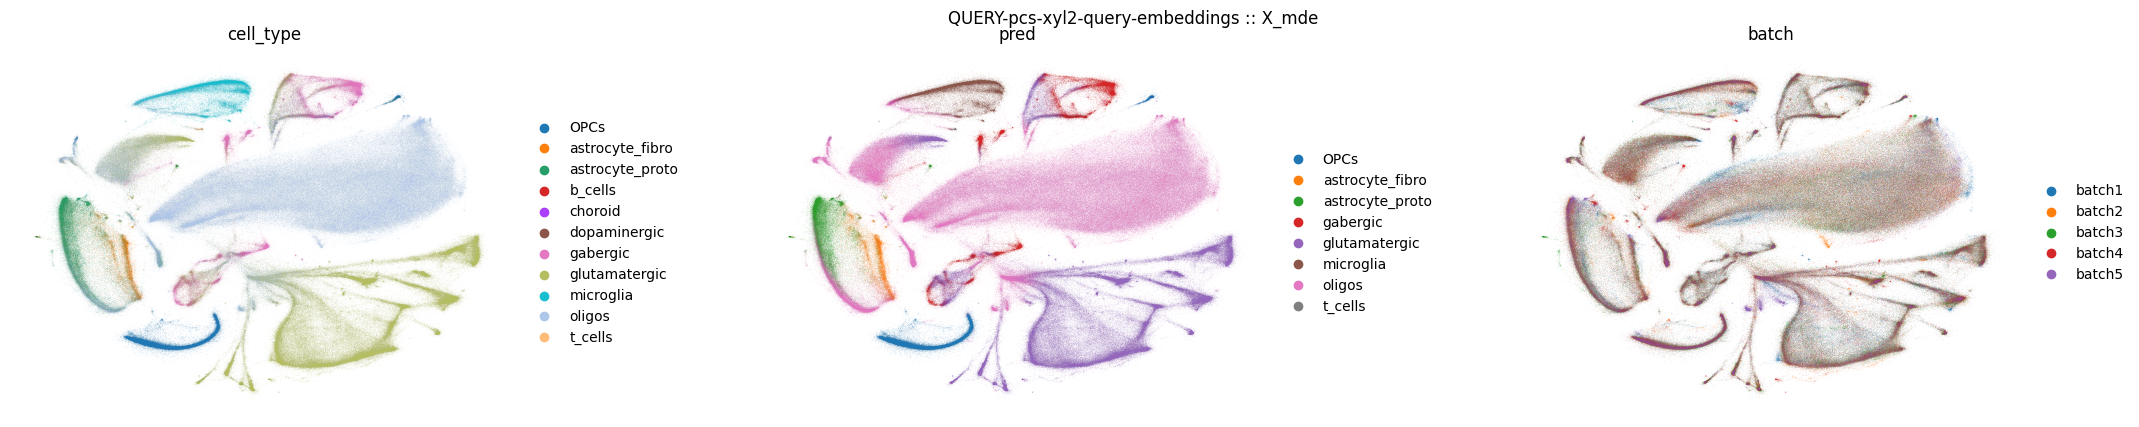 QUERY-pcs-xyl2-query-embeddings :: X_mde
cell_type
OPCs
astrocyte_fibro
astrocyte_proto
b_cells
choroid
dopaminergic
gabergic
glutamatergic
microglia
oligos
t_cells
pred
OPCs
astrocyte_fibro
astrocyte_proto
gabergic
glutamatergic
microglia
oligos
t_cells
batch
batch1
batch2
batch3
batch4
batch5